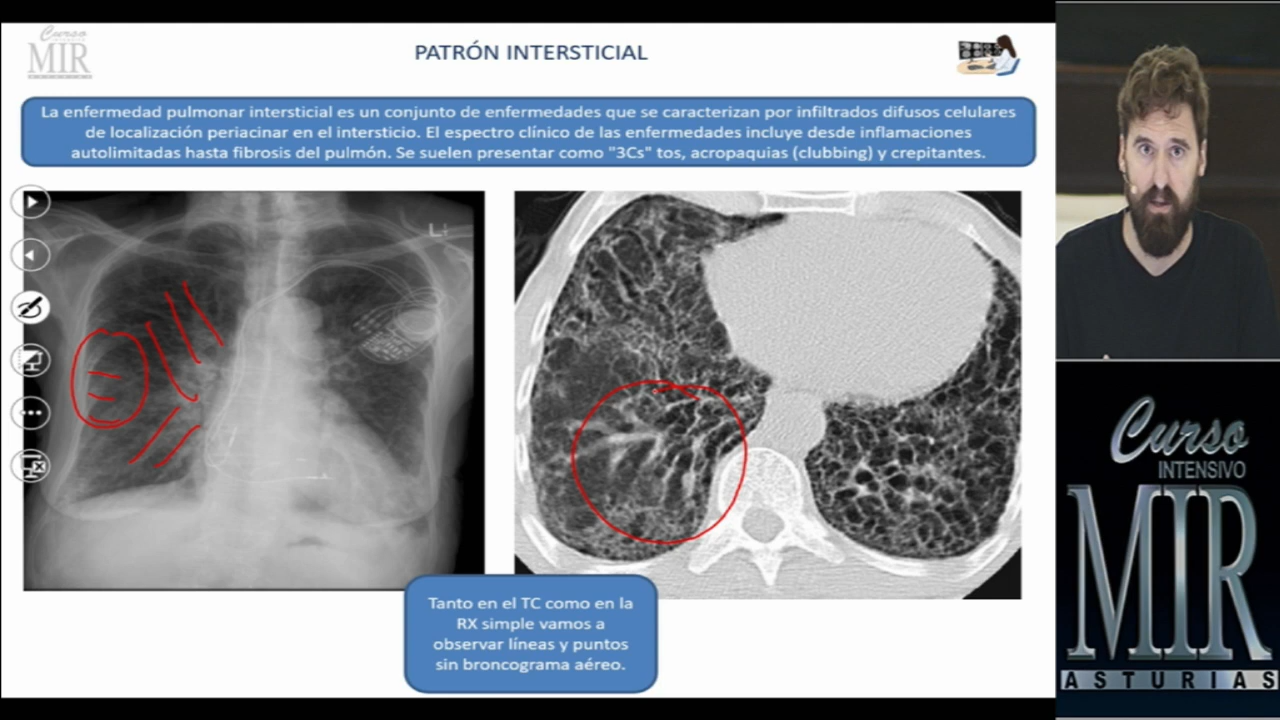 Curso
MIR
PATRÓN INTERSTICIAL
La enfermedad pulmonar intersticial es un conjunto de enfermedades que se caracterizan por infiltrados difusos celulares
de localización periacinar en el intersticio. El espectro clínico de las enfermedades incluye desde inflamaciones
autolimitadas hasta fibrosis del pulmón. Se suelen presentar como "3Cs" tos, acropaquias (clubbing) y crepitantes.
Tanto en el TC como en la
RX simple vamos a
observar líneas y puntos
sin broncograma aéreo.
Curso
INTENSIVO
MIR
ASTURIAS